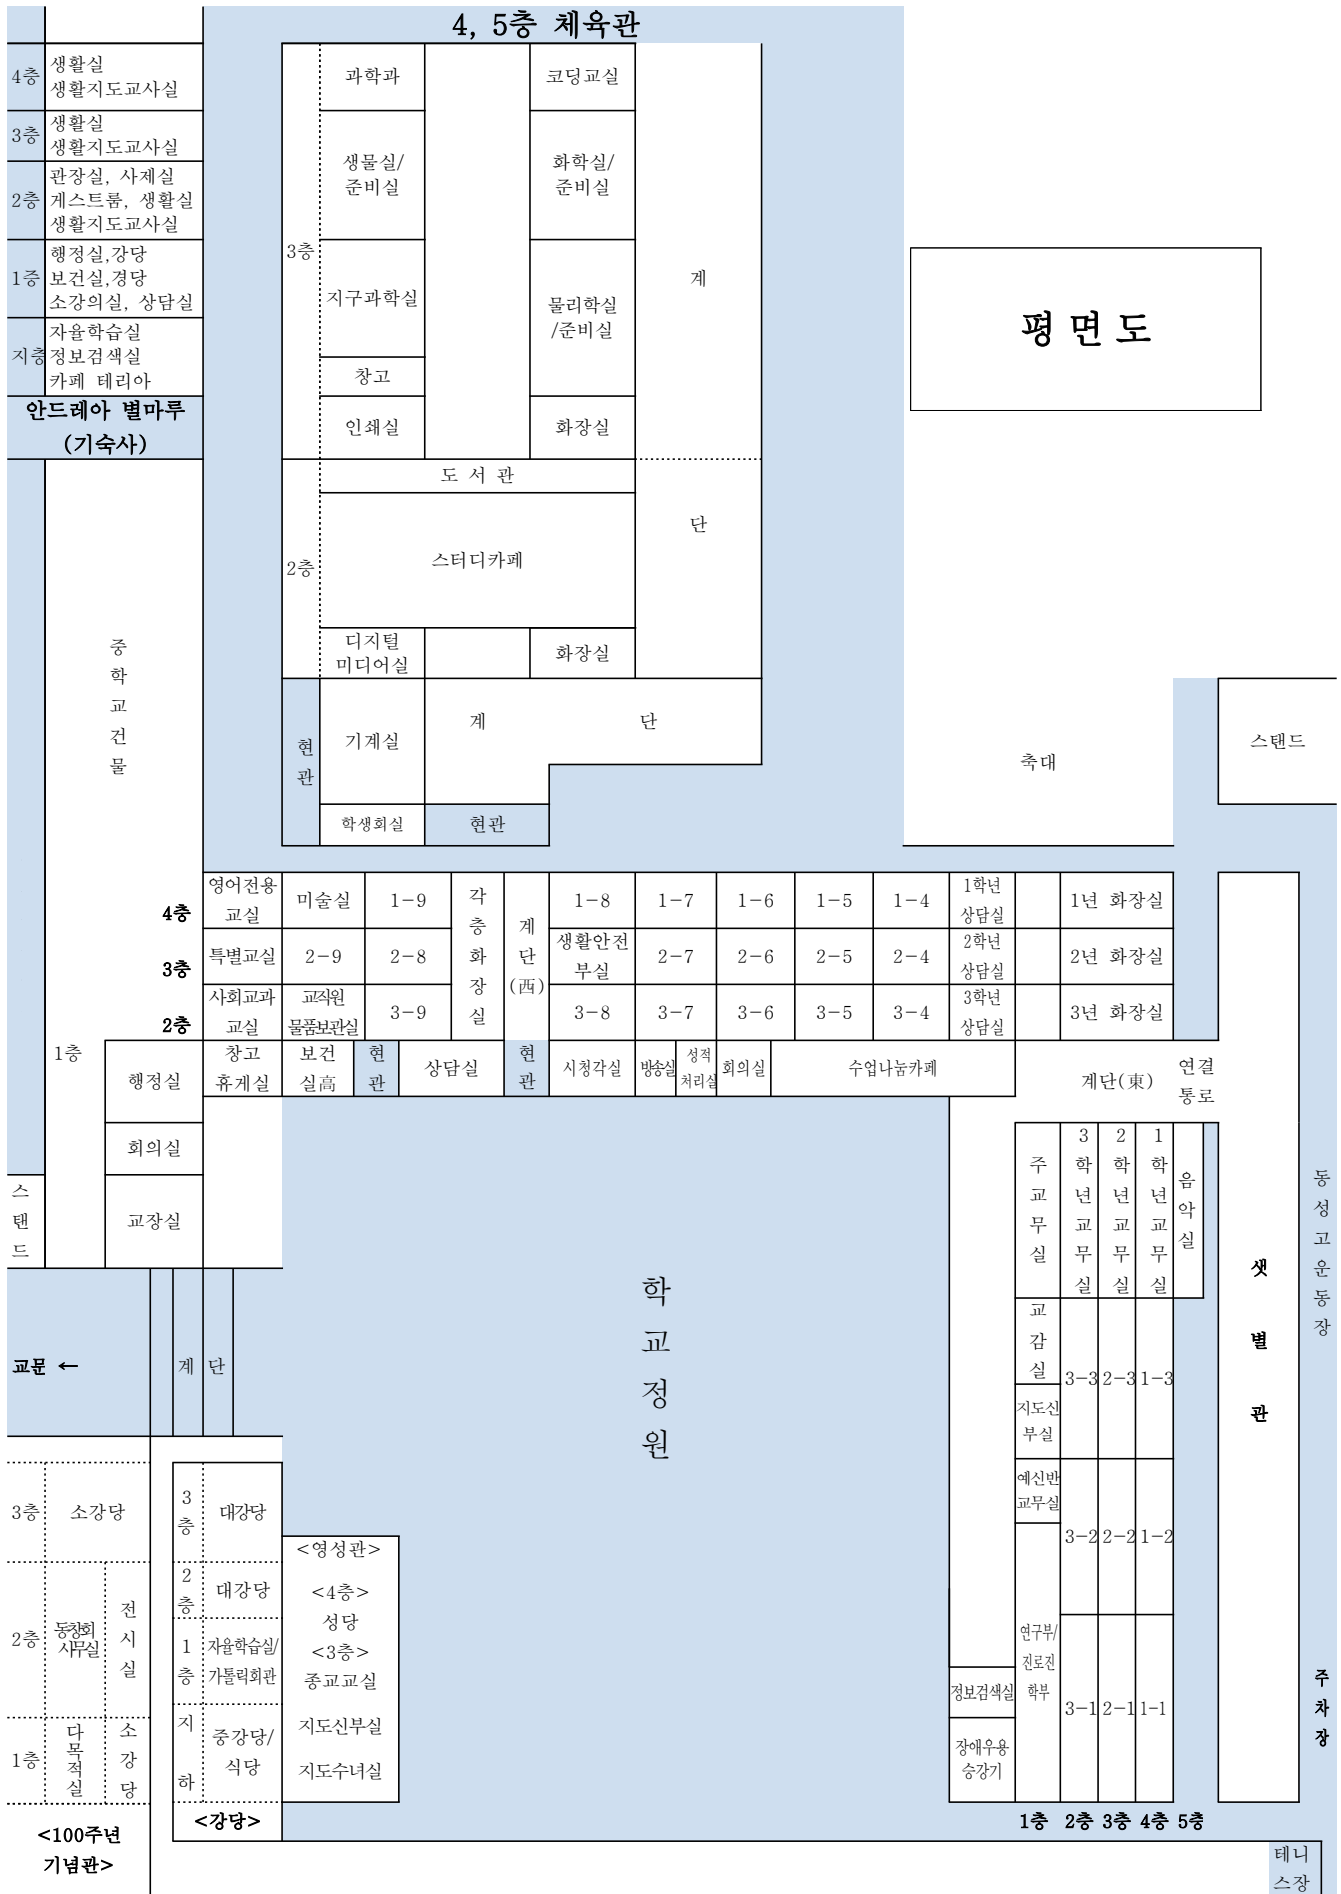 4, 5층 체육관
4층
생활실
생활지도교사실
3층
생활실
생활지도교사실
2층
관장실, 사제실
게스트룸, 생활실
생활지도교사실
1층
행정실,강당
보건실,경당
소강의실, 상담실
지층
자율학습실
정보검색실
카페 테리아
안드레아 별마루
(기숙사)
3층
과학과
코딩교실
생물실/
준비실
화학실/
준비실
지구과학실
물리학실
/준비실
창고
인쇄실
화장실
계
단
평 면 도
2층
도 서 관
스터디카페
디지털
미디어실
화장실
현
관
기계실
계
단
학생회실
현관
축대
스탠드
중
학
교
건
물
4층
영어전용
교실
미술실
1-9
각
층
화
장
실
계
단
(西)
1-8
1-7
1-6
1-5
1-4
1학년
상담실
1년 화장실
3층
특별교실
2-9
2-8
생활안전
부실
2-7
2-6
2-5
2-4
2학년
상담실
2년 화장실
2층
사회교과
교실
교직원
물품보관실
3-9
3-8
3-7
3-6
3-5
3-4
3학년
상담실
3년 화장실
1층
행정실
창고
휴게실
보건
실高
현
관
상담실
현
관
시청각실
방송실
성적
처리실
회의실
수업나눔카페
계단(東)
연결
통로
회의실
교장실
스
탠
드
주
교
무
실
3
학
년
교
무
실
2
학
년
교
무
실
1
학
년
교
무
실
음
악
실
동
성
고
운
동
장
샛
별
관
학
교
정
원
교문 ←
계
단
교
감
실
지도신
부실
3-3
2-3
1-3
예신반
교무실
3-2
2-2
1-2
연구부/
진로진
학부
3-1
2-1
1-1
정보검색실
장애우용
승강기
1층
2층
3층
4층
5층
주
차
장
3층
소강당
2층
동창회
사무실
전
시
실
1층
다
목
적
실
소
강
당
<100주년
기념관>
3
층
대강당
2
층
대강당
1
층
자율학습실/
가톨릭회관
지
하
중강당/
식당
<강당>
<영성관>
<4층>
성당
<3층>
종교교실
지도신부실
지도수녀실
테니
스장